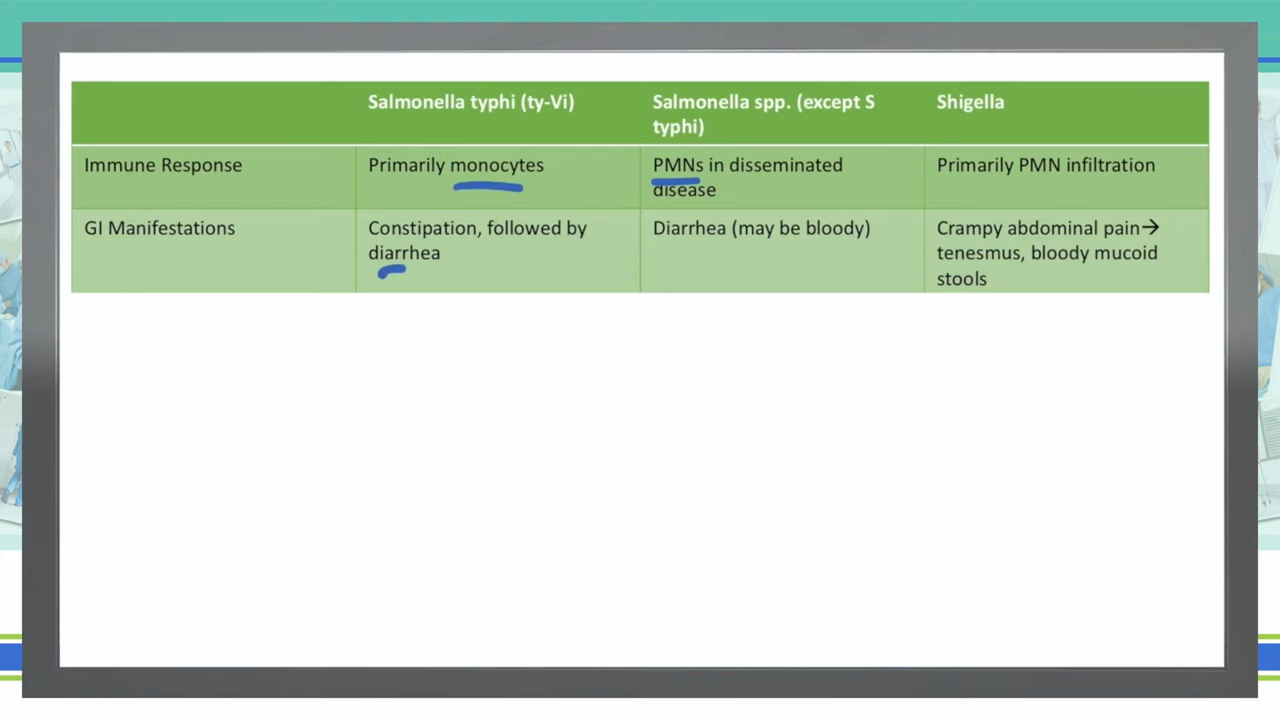 Salmonella typhi (ty-Vi)
Salmonella spp. (except S
typhi)
Shigella
Immune Response
Primarily monocytes
PMNs in disseminated
disease
Primarily PMN infiltration
GI Manifestations
Constipation, followed by
diarrhea
Diarrhea (may be bloody)
Crampy abdominal pain→
tenesmus, bloody mucoid
stools